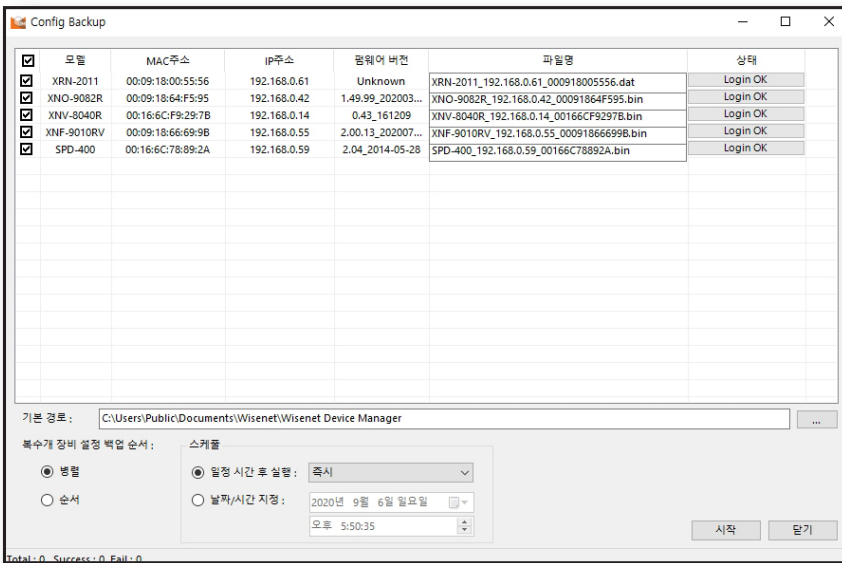 Config Backup
모델 MAC주소 IP주소 펌웨어 버전 파일명 상태
XRN-2011 00:09:18:00:55:56 192.168.0.61 Unknown XRN-2011_192.168.0.61_000918005556.dat Login OK
XNO-9082R 00:09:18:64:F5:95 192.168.0.42 1.49.99_202003... XNO-9082R_192.168.0.42_00091864F595.bin Login OK
XNV-8040R 00:16:6C:F9:29:7B 192.168.0.14 0.43_161209 XNV-8040R_192.168.0.14_00166CF9297B.bin Login OK
XNF-9010RV 00:09:18:66:69:9B 192.168.0.55 2.00.13_202007... XNF-9010RV_192.168.0.55_00091866699B.bin Login OK
SPD-400 00:16:6C:78:89:2A 192.168.0.59 2.04_2014-05-28 SPD-400_192.168.0.59_00166C78892A.bin Login OK
기본 경로 : C:\Users\Public\Documents\Wisenet\Wisenet Device Manager ...
복수개 장비 설정 백업 순서 : 스케풀
병렬 일정 시간 후 실행 : 즉시
순서 날짜/시간 지정 : 2020년 9월 6일 일요일
오후 5:50:35
시작 닫기
Total : 0 Success : 0 Fail : 0